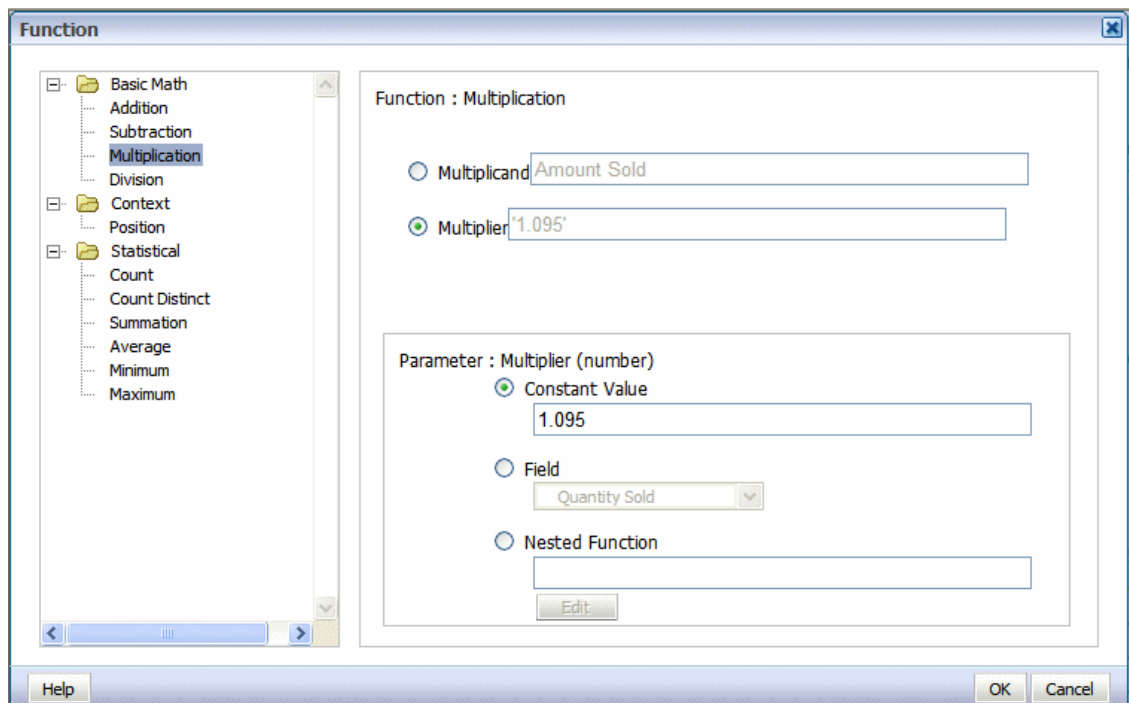 Function
Basic Math
Addition
Subtraction
Multiplication
Division
Context
Position
Statistical
Count
Count Distinct
Summation
Average
Minimum
Maximum
Function : Multiplication
Multiplicand Amount Sold
Multiplier '1.095'
Parameter : Multiplier (number)
Constant Value
1.095
Field
Quantity Sold
Nested Function
Edit
Help OK Cancel